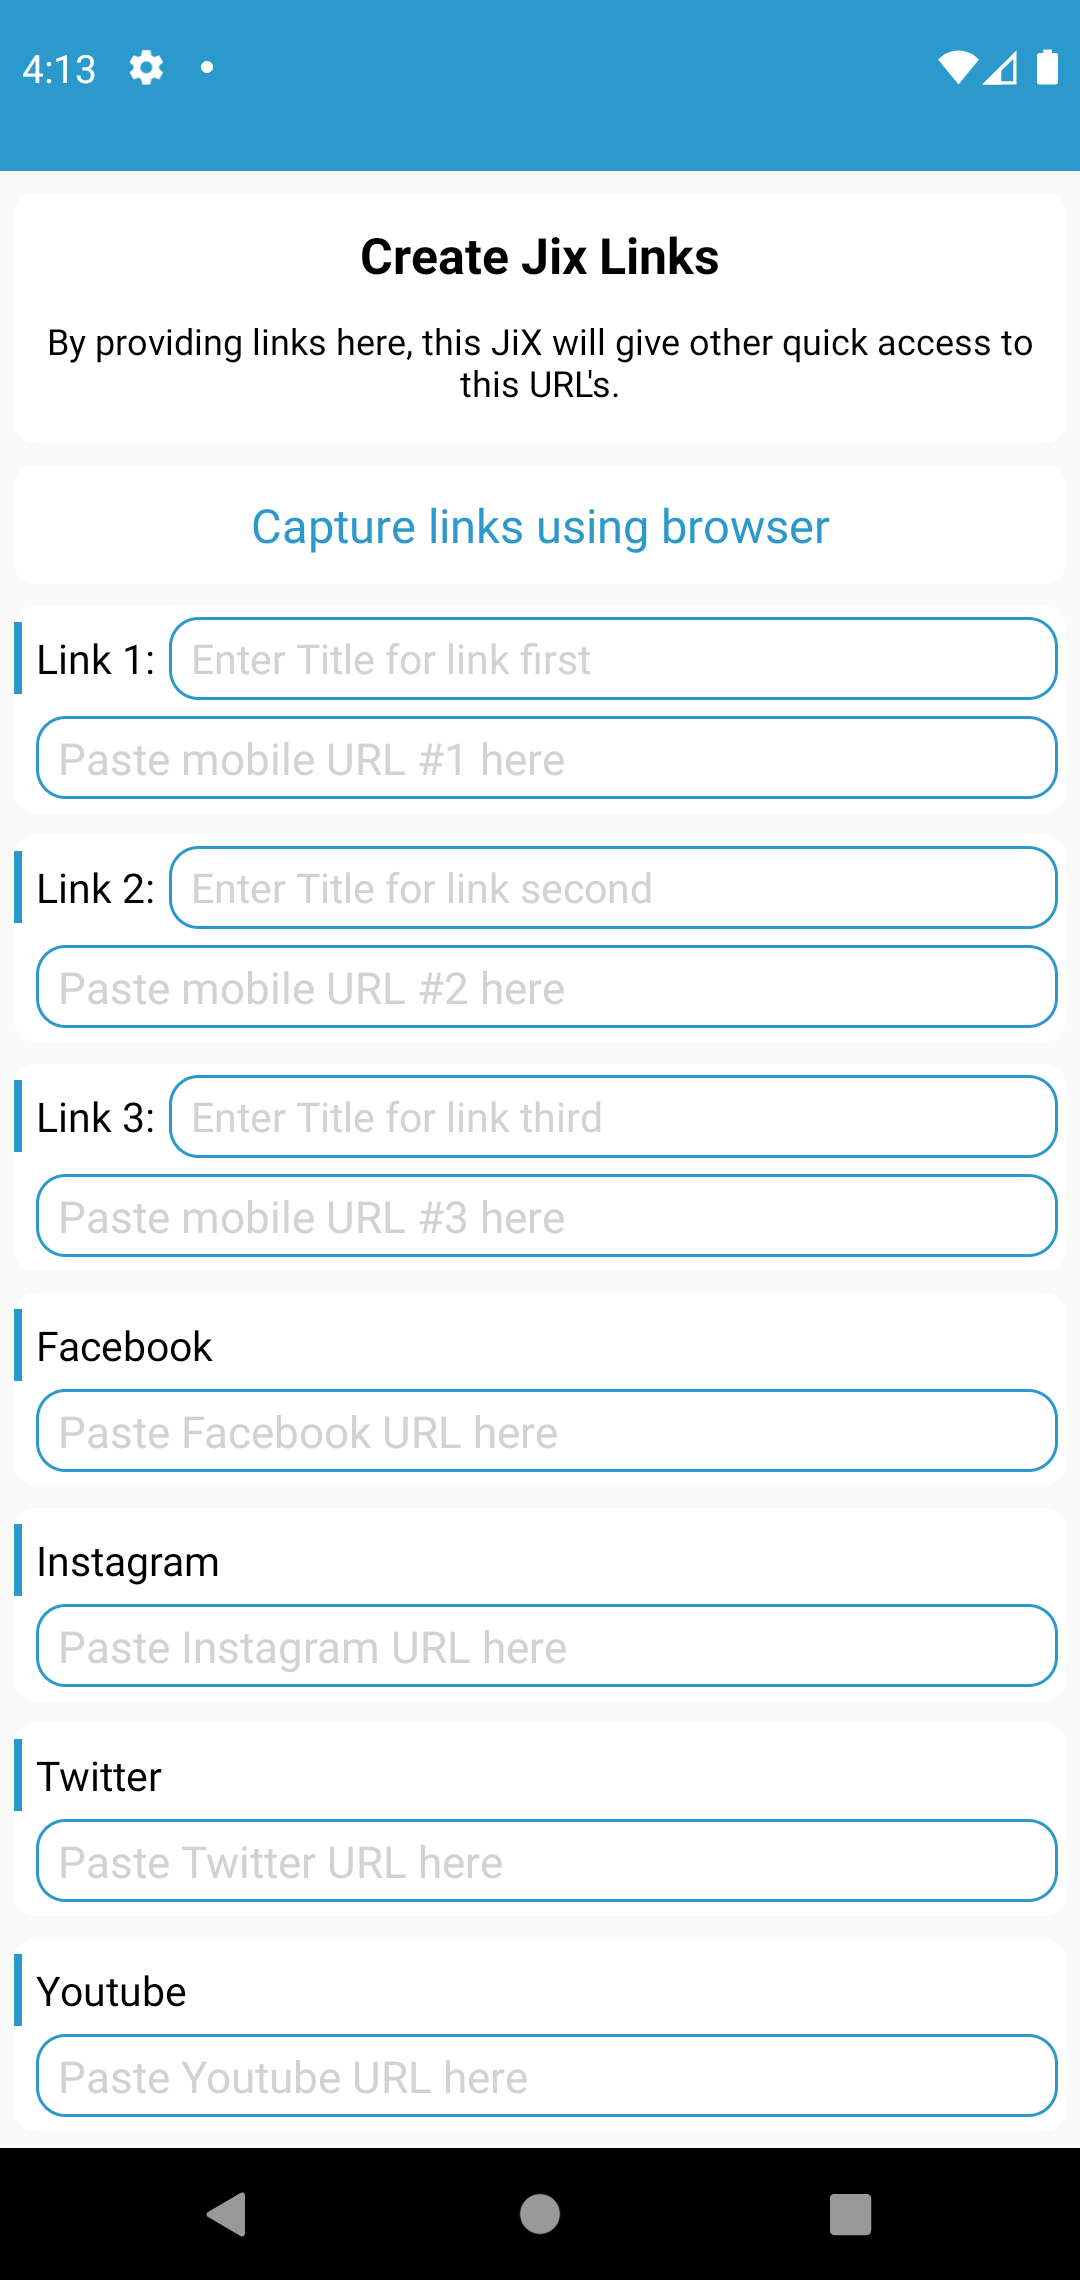 4:13
Create Jix Links
By providing links here, this JiX will give other quick access to
this URL's.
Capture links using browser
Link 1: Enter Title for link first
Paste mobile URL #1 here
Link 2: Enter Title for link second
Paste mobile URL #2 here
Link 3: Enter Title for link third
Paste mobile URL #3 here
Facebook
Paste Facebook URL here
Instagram
Paste Instagram URL here
Twitter
Paste Twitter URL here
Youtube
Paste Youtube URL here